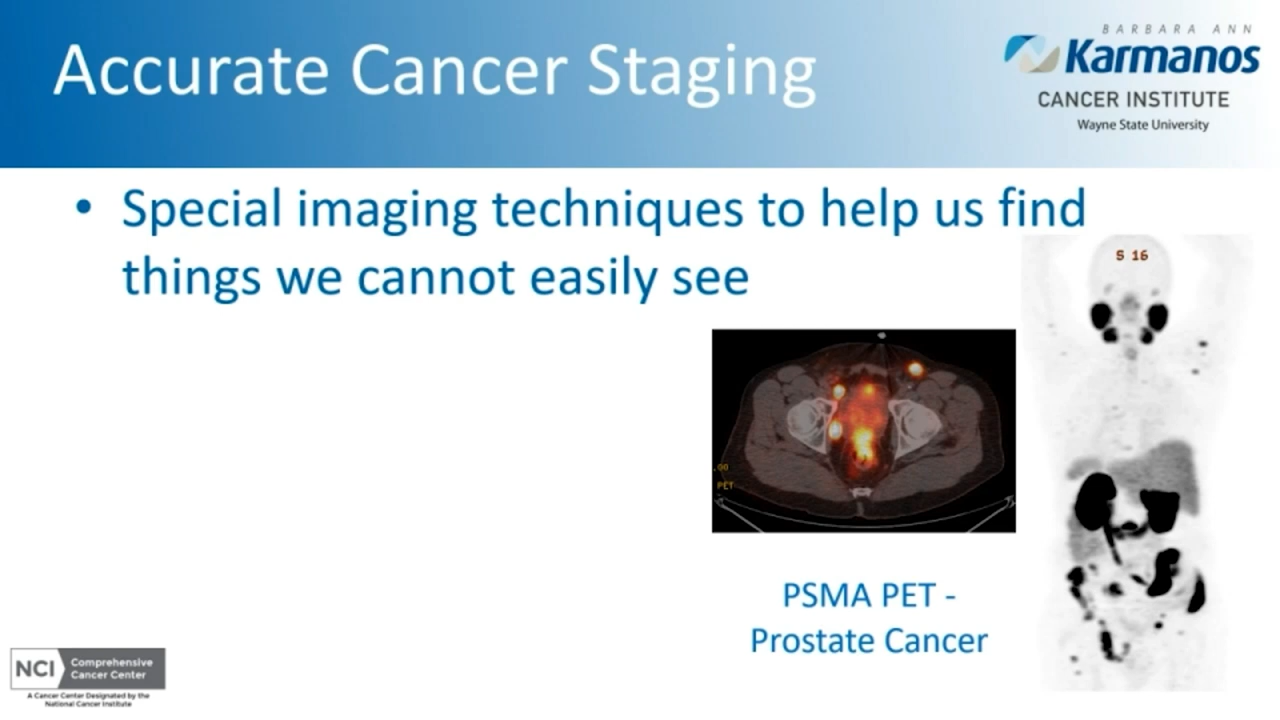 Accurate Cancer Staging
BARBARA ANN
Karmanos
CANCER INSTITUTE
Wayne State University
• Special imaging techniques to help us find
things we cannot easily see
S 16
.00
PET
PSMA PET -
Prostate Cancer
NCI Comprehensive
Cancer Center
A Cancer Center Designated by the
National Cancer Institute